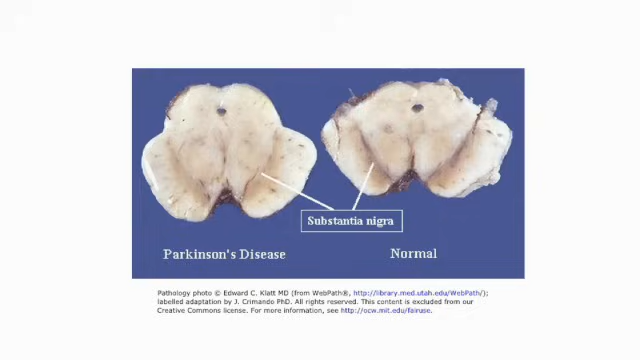 Substantia nigra
Parkinson's Disease
Normal
Pathology photo © Edward C. Klatt MD (from WebPath®, http://library.med.utah.edu/WebPath/);
labelled adaptation by J. Crimando PhD. All rights reserved. This content is excluded from our
Creative Commons license. For more information, see http://ocw.mit.edu/fairuse.